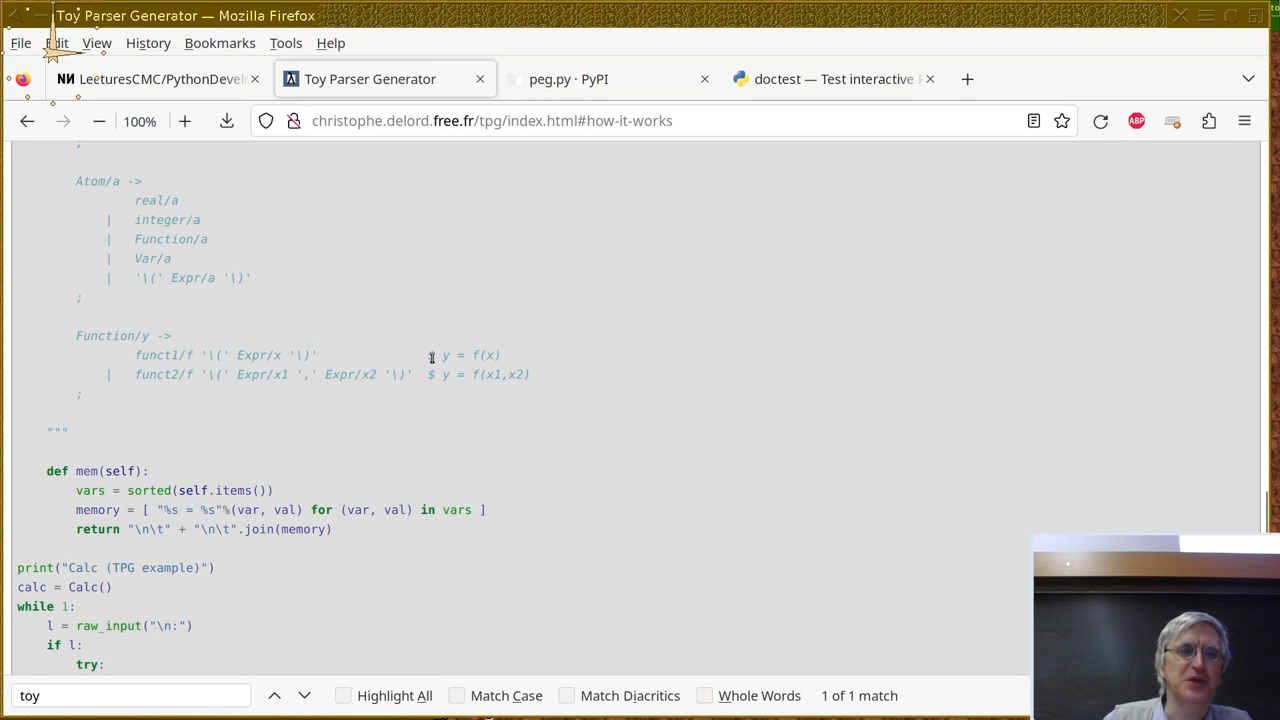 Toy Parser Generator — Mozilla Firefox
File Edit View History Bookmarks Tools Help
LecturesCMC/PythonDevel Toy Parser Generator peg.py · PyPI doctest — Test interactive
100% christophe.delord.free.fr/tpg/index.html#how-it-works ABP
;
Atom/a ->
real/a
| integer/a
| Function/a
| Var/a
| '\(' Expr/a '\)'
;
Function/y ->
funct1/f '\(' Expr/x '\)' $ y = f(x)
| funct2/f '\(' Expr/x1 ',' Expr/x2 '\)' $ y = f(x1,x2)
;
"""
def mem(self):
vars = sorted(self.items())
memory = [ "%s = %s"%(var, val) for (var, val) in vars ]
return "\n\t" + "\n\t".join(memory)
print("Calc (TPG example)")
calc = Calc()
while 1:
l = raw_input("\n:")
if l:
try:
toy Highlight All Match Case Match Diacritics Whole Words 1 of 1 match